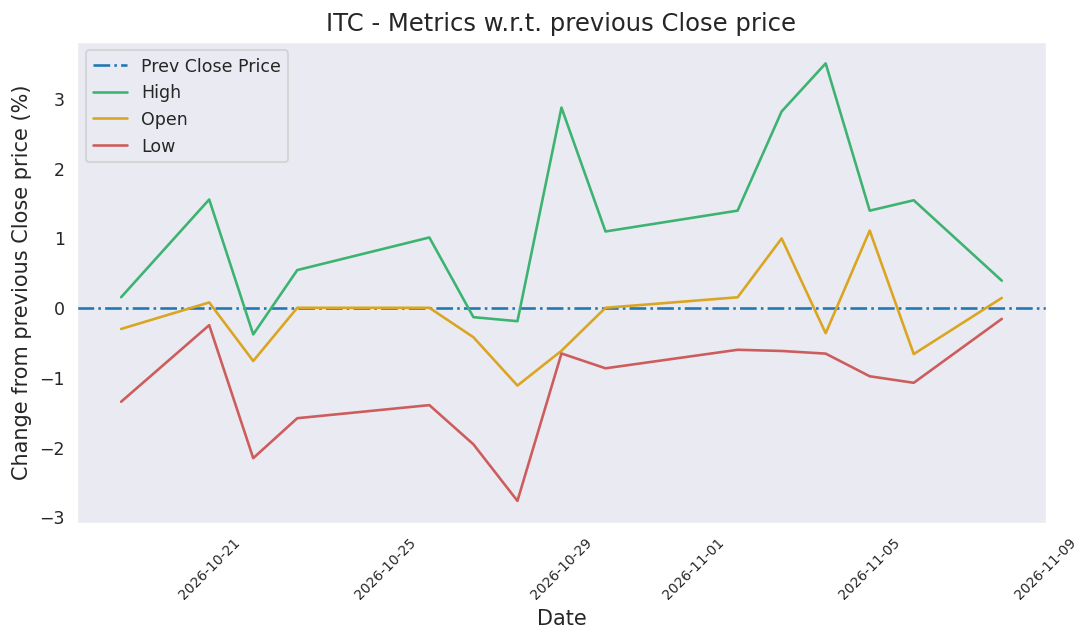 ITC - Metrics w.r.t. previous Close price
Prev Close Price
High
Open
Low
Change from previous Close price (%)
3
2
1
0
−1
−2
−3
2026-10-21
2026-10-25
2026-10-29
2026-11-01
2026-11-05
2026-11-09
Date